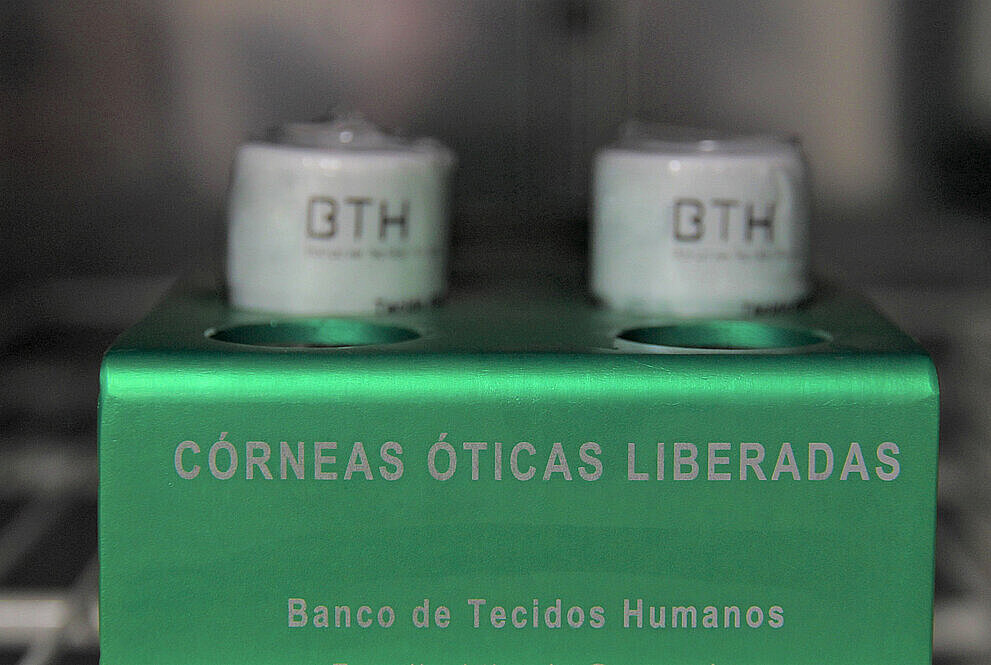 BTH
BTH
CÓRNEAS ÓTICAS LIBERADAS
Banco de Tecidos Humanos